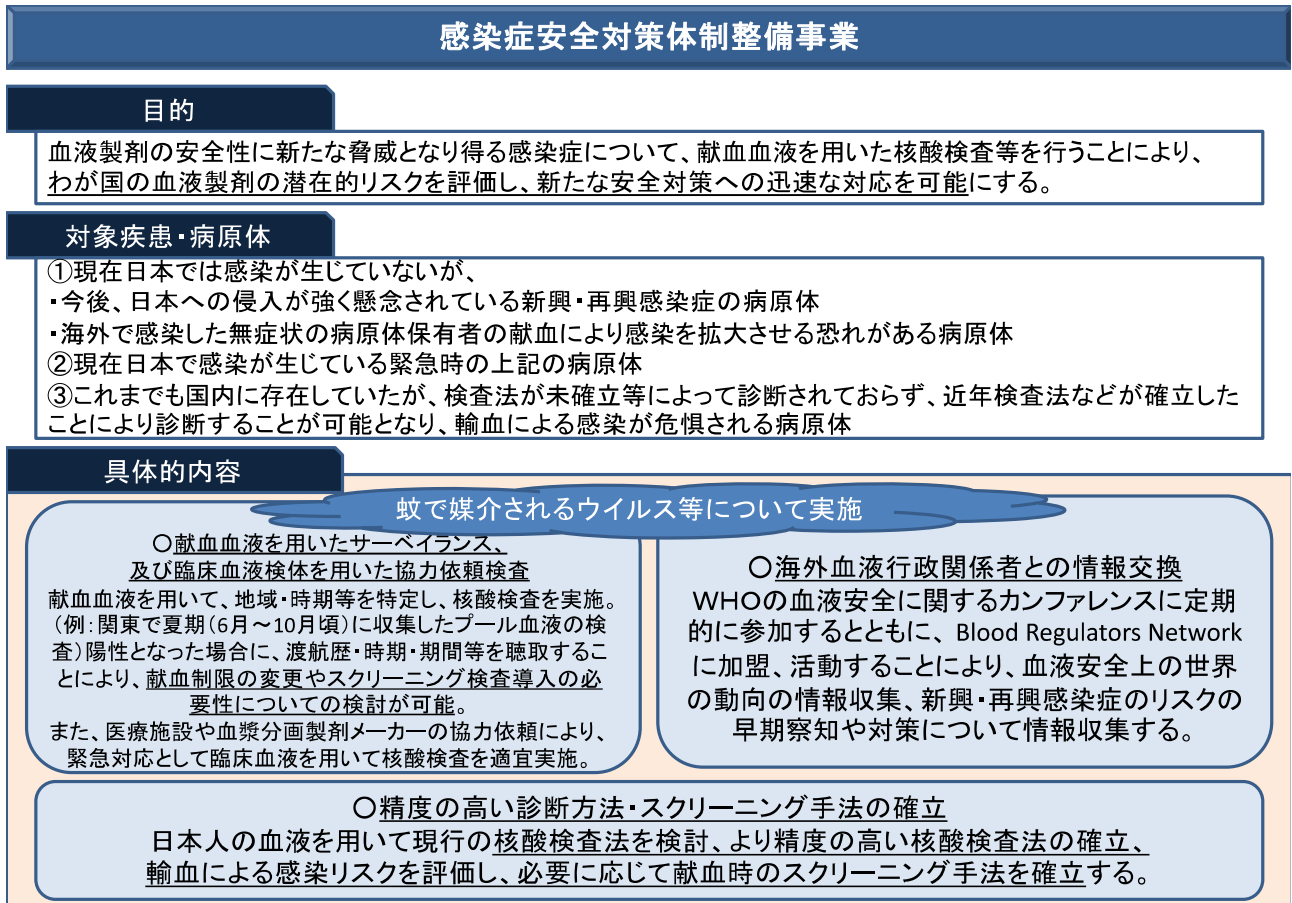 感染症安全対策体制整備事業
目的
血液製剤の安全性に新たな脅威となり得る感染症について、献血血液を用いた核酸検査等を行うことにより、
わが国の血液製剤の潜在的リスクを評価し、新たな安全対策への迅速な対応を可能にする。
対象疾患・病原体
①現在日本では感染が生じていないが、
・今後、日本への侵入が強く懸念されている新興・再興感染症の病原体
・海外で感染した無症状の病原体保有者の献血により感染を拡大させる恐れがある病原体
②現在日本で感染が生じている緊急時の上記の病原体
③これまでも国内に存在していたが、検査法が未確立等によって診断されておらず、近年検査法などが確立した
ことにより診断することが可能となり、輸血による感染が危惧される病原体
具体的内容
蚊で媒介されるウイルス等について実施
○献血血液を用いたサーベイランス、
及び臨床血液検体を用いた協力依頼検査
献血血液を用いて、地域・時期等を特定し、核酸検査を実施。
(例:関東で夏期(6月～10月頃)に収集したプール血液の検
査)陽性となった場合に、渡航歴・時期・期間等を聴取するこ
とにより、献血制限の変更やスクリーニング検査導入の必
要性についての検討が可能。
また、医療施設や血漿分画製剤メーカーの協力依頼により、
緊急対応として臨床血液を用いて核酸検査を適宜実施。
○海外血液行政関係者との情報交換
WHOの血液安全に関するカンファレンスに定期
的に参加するとともに、Blood Regulators Network
に加盟、活動することにより、血液安全上の世界
の動向の情報収集、新興・再興感染症のリスクの
早期察知や対策について情報収集する。
○精度の高い診断方法・スクリーニング手法の確立
日本人の血液を用いて現行の核酸検査法を検討、より精度の高い核酸検査法の確立、
輸血による感染リスクを評価し、必要に応じて献血時のスクリーニング手法を確立する。